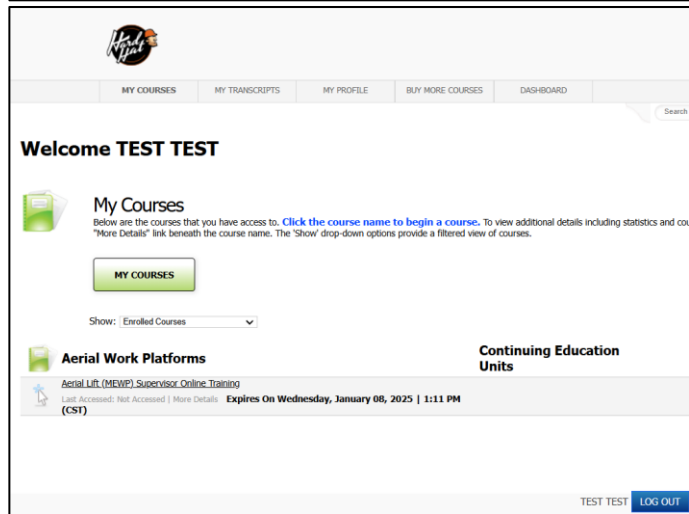 Hard Hat
MY COURSES MY TRANSCRIPTS MY PROFILE BUY MORE COURSES DASHBOARD
Search
Welcome TEST TEST
My Courses
Below are the courses that you have access to. Click the course name to begin a course. To view additional details including statistics and cou
"More Details" link beneath the course name. The 'Show' drop-down options provide a filtered view of courses.
MY COURSES
Show: Enrolled Courses
Aerial Work Platforms
Continuing Education
Units
Aerial Lift (MEWP) Supervisor Online Training
Last Accessed: Not Accessed | More Details Expires On Wednesday, January 08, 2025 | 1:11 PM
(CST)
TEST TEST LOG OUT